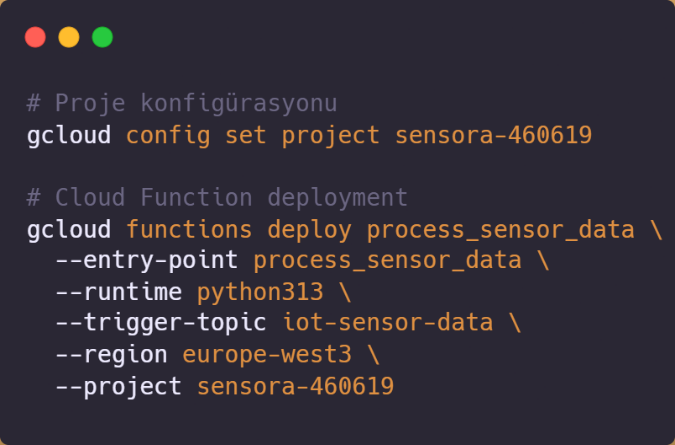 # Proje konfigürasyonu
gcloud config set project sensora-460619
# Cloud Function deployment
gcloud functions deploy process_sensor_data \
--entry-point process_sensor_data \
--runtime python313 \
--trigger-topic iot-sensor-data \
--region europe-west3 \
--project sensora-460619